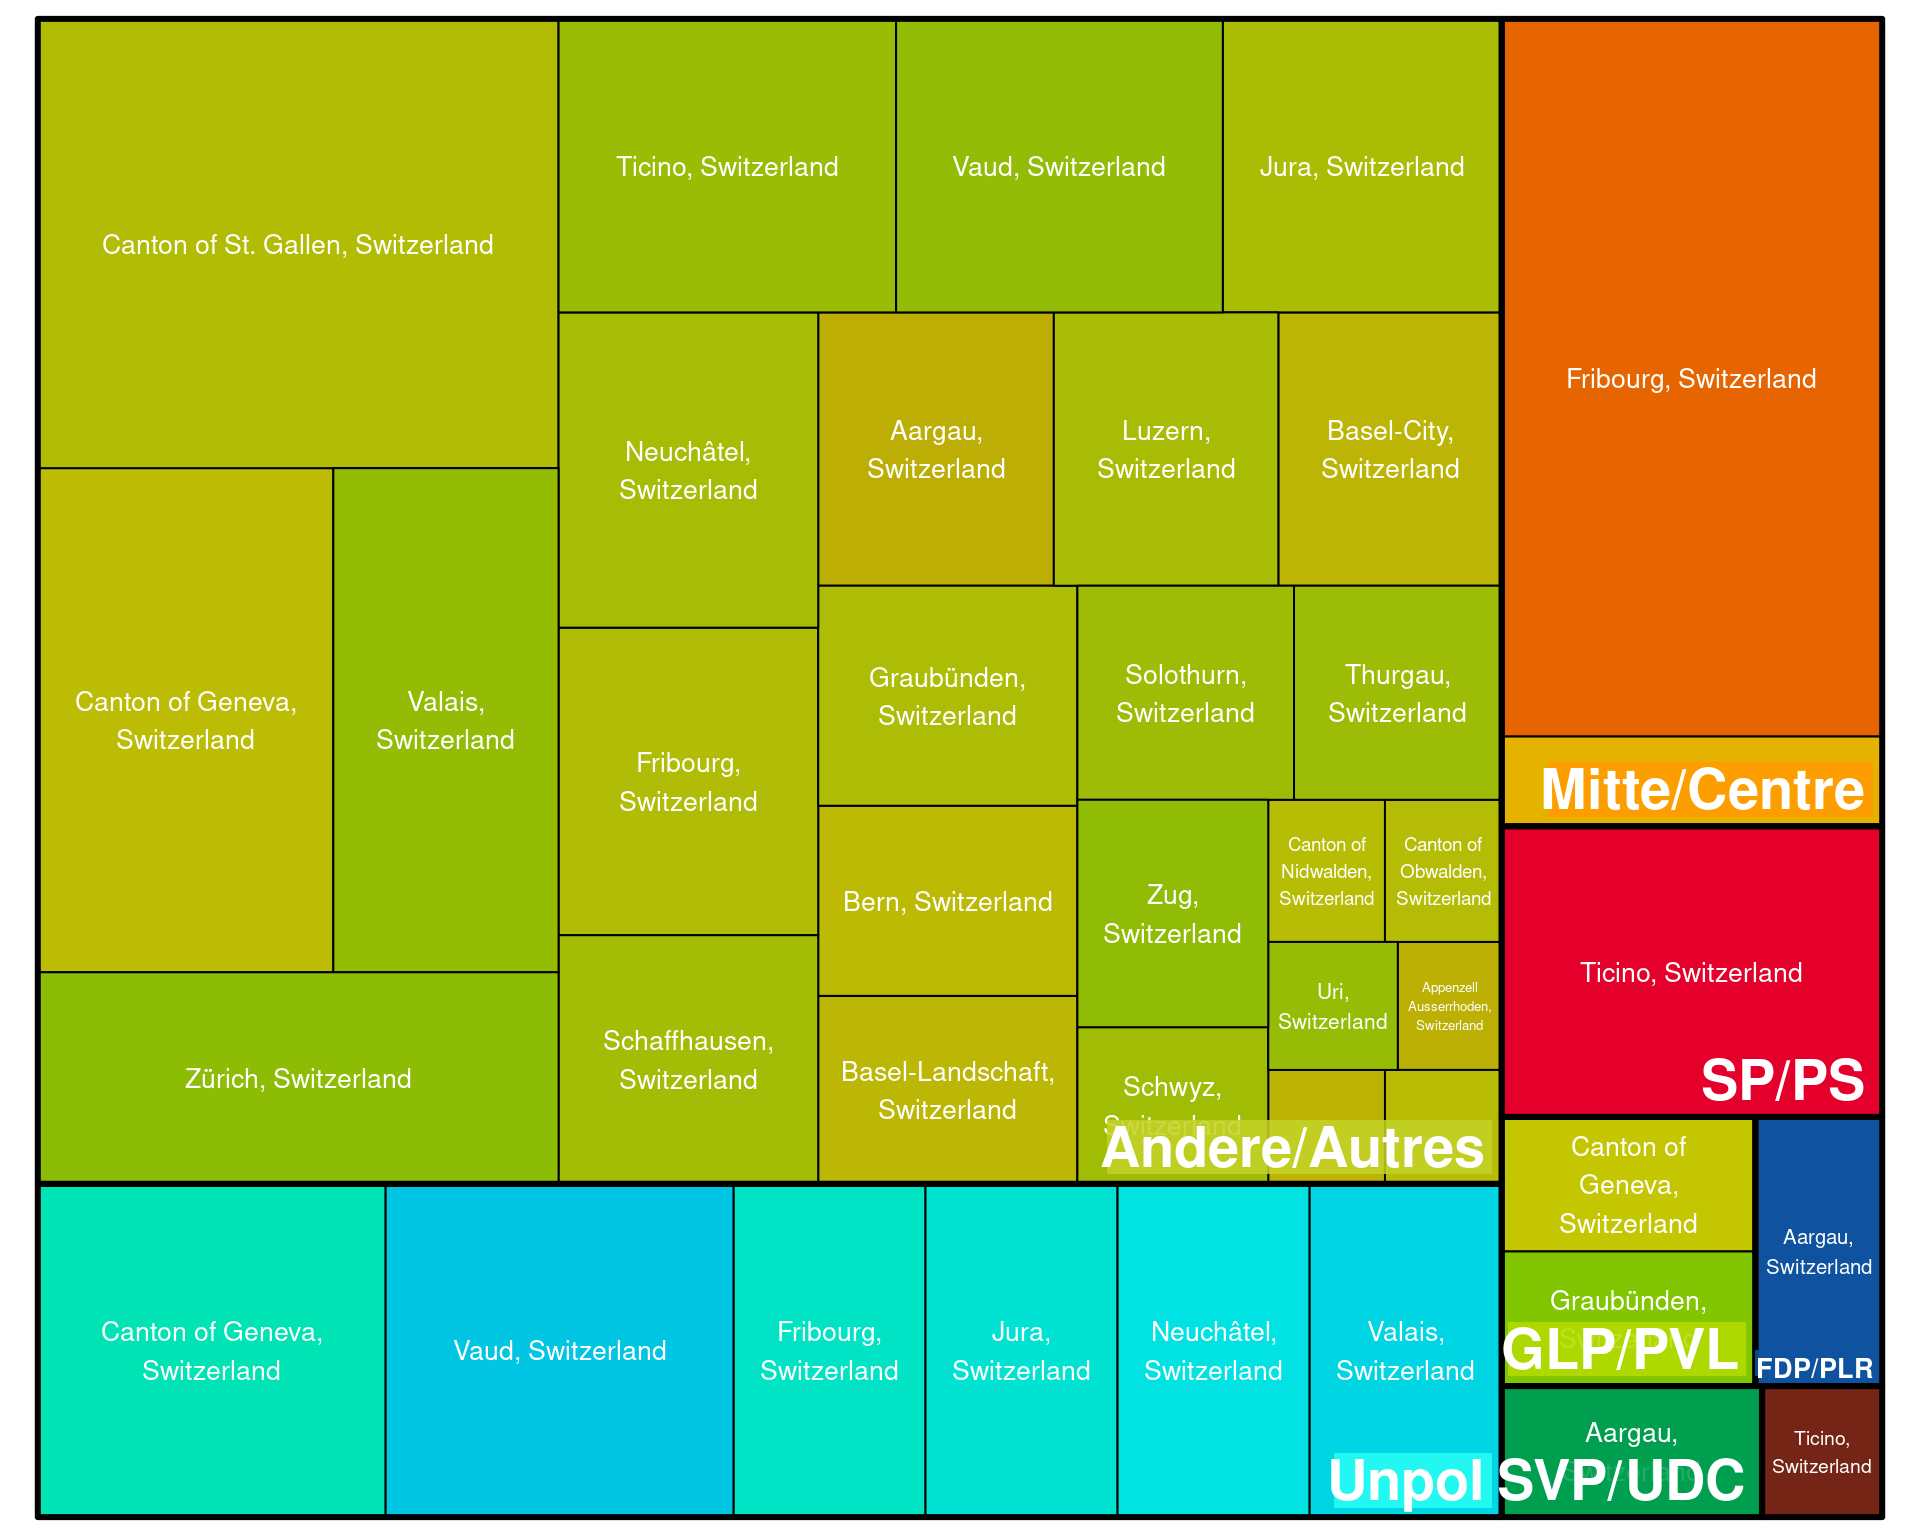 Canton of St. Gallen, Switzerland
Ticino, Switzerland
Vaud, Switzerland
Jura, Switzerland
Fribourg, Switzerland
Neuchâtel,
Switzerland
Aargau,
Switzerland
Luzern,
Switzerland
Basel-City,
Switzerland
Canton of Geneva,
Switzerland
Valais,
Switzerland
Fribourg,
Switzerland
Graubünden,
Switzerland
Solothurn,
Switzerland
Thurgau,
Switzerland
Mitte/Centre
Bern, Switzerland
Zug,
Switzerland
Canton of
Nidwalden,
Switzerland
Canton of
Obwalden,
Switzerland
Uri,
Switzerland
Appenzell
Ausserrhoden,
Switzerland
Ticino, Switzerland
SP/PS
Zürich, Switzerland
Schaffhausen,
Switzerland
Basel-Landschaft,
Switzerland
Schwyz,
Switzerland
Andere/Autres
Canton of
Geneva,
Switzerland
Graubünden,
Switzerland
GLP/PVL
Aargau,
Switzerland
FDP/PLR
Canton of Geneva,
Switzerland
Vaud, Switzerland
Fribourg,
Switzerland
Jura,
Switzerland
Neuchâtel,
Switzerland
Valais,
Switzerland
Unpol
Aargau,
Switzerland
SVP/UDC
Ticino,
Switzerland